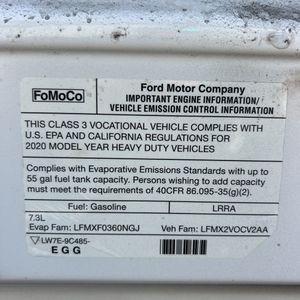 FoMoCo
Ford Motor Company
IMPORTANT ENGINE INFORMATION/
VEHICLE EMISSION CONTROL INFORMATION
THIS CLASS 3 VOCATIONAL VEHICLE COMPLIES WITH
U.S. EPA AND CALIFORNIA REGULATIONS FOR
2020 MODEL YEAR HEAVY DUTY VEHICLES
Complies with Evaporative Emissions Standards with up to
55 gal fuel tank capacity. Persons wishing to add capacity
must meet the requirements of 40CFR 86.095-35(g)(2).
Fuel: Gasoline LRRA
7.3L
Evap Fam: LFMXF0360NGJ Veh Fam: LFMX2VOCV2AA
LW7E-9C485-
EGG